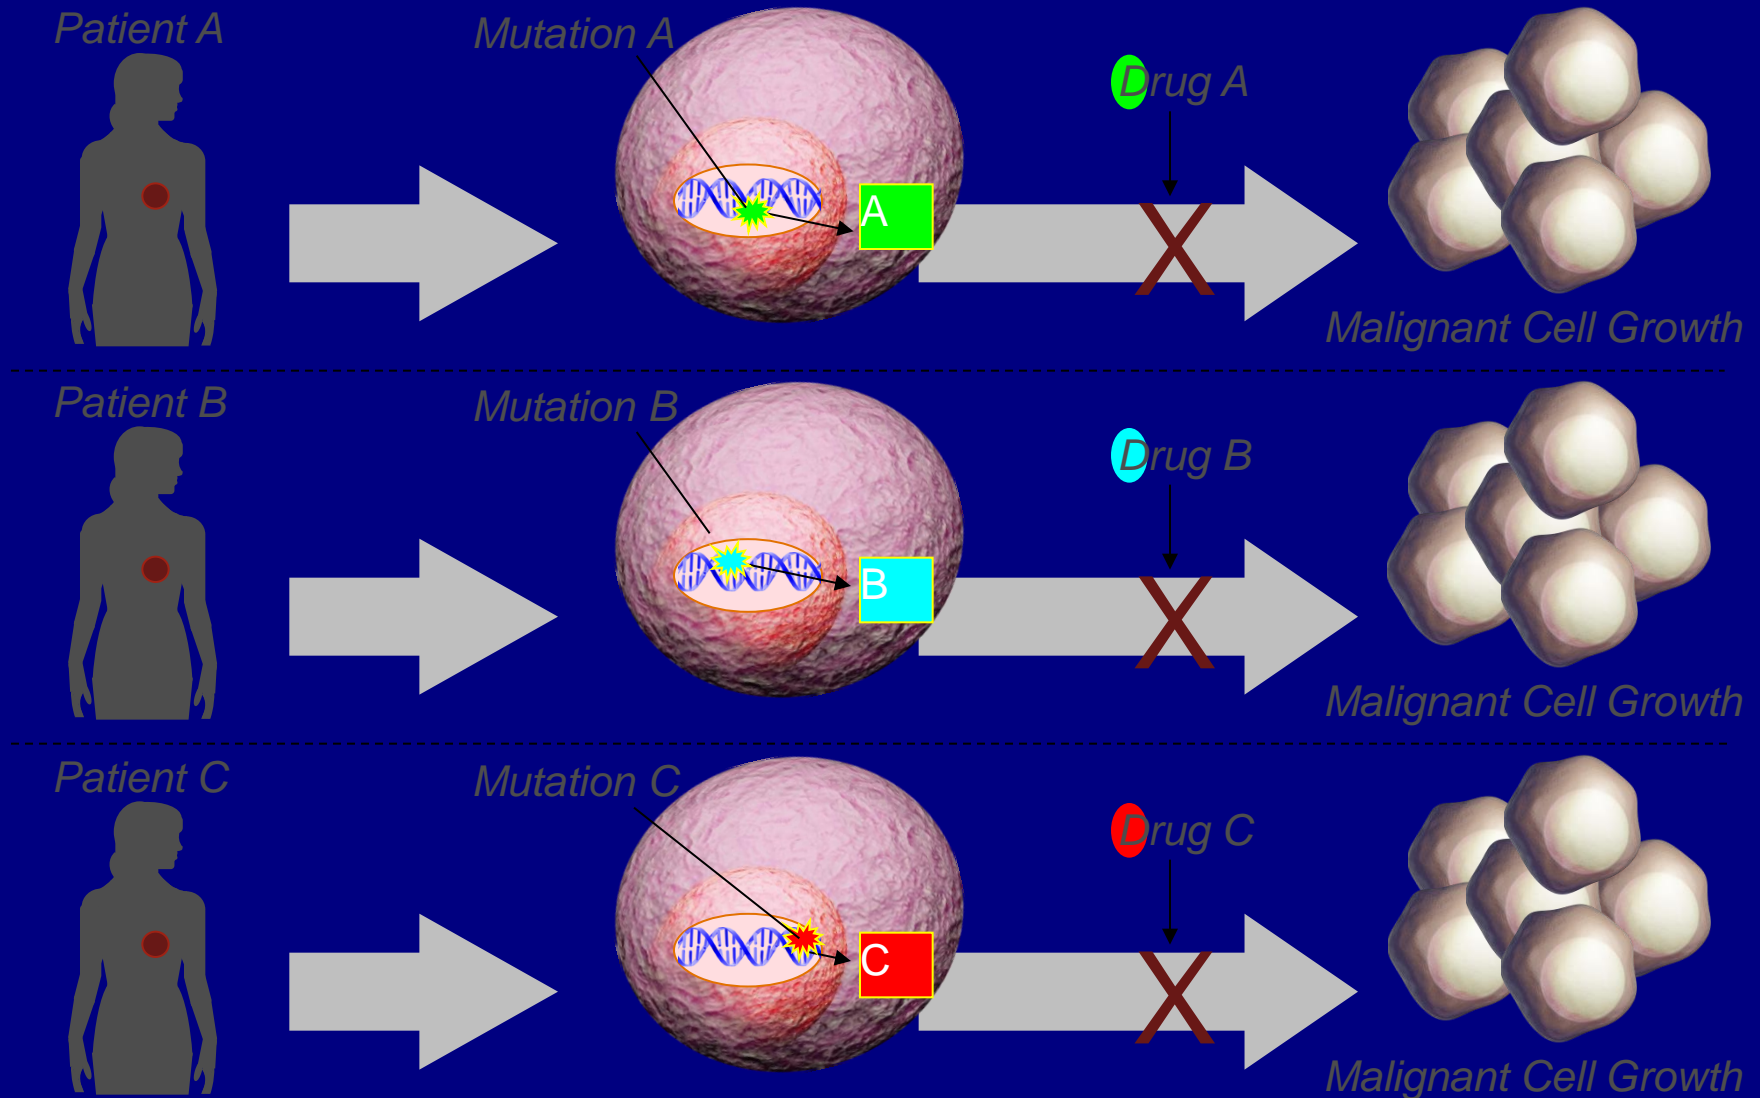 Patient A
Mutation A
Drug A
A
Malignant Cell Growth
Patient B
Mutation B
Drug B
B
Malignant Cell Growth
Patient C
Mutation C
Drug C
C
Malignant Cell Growth